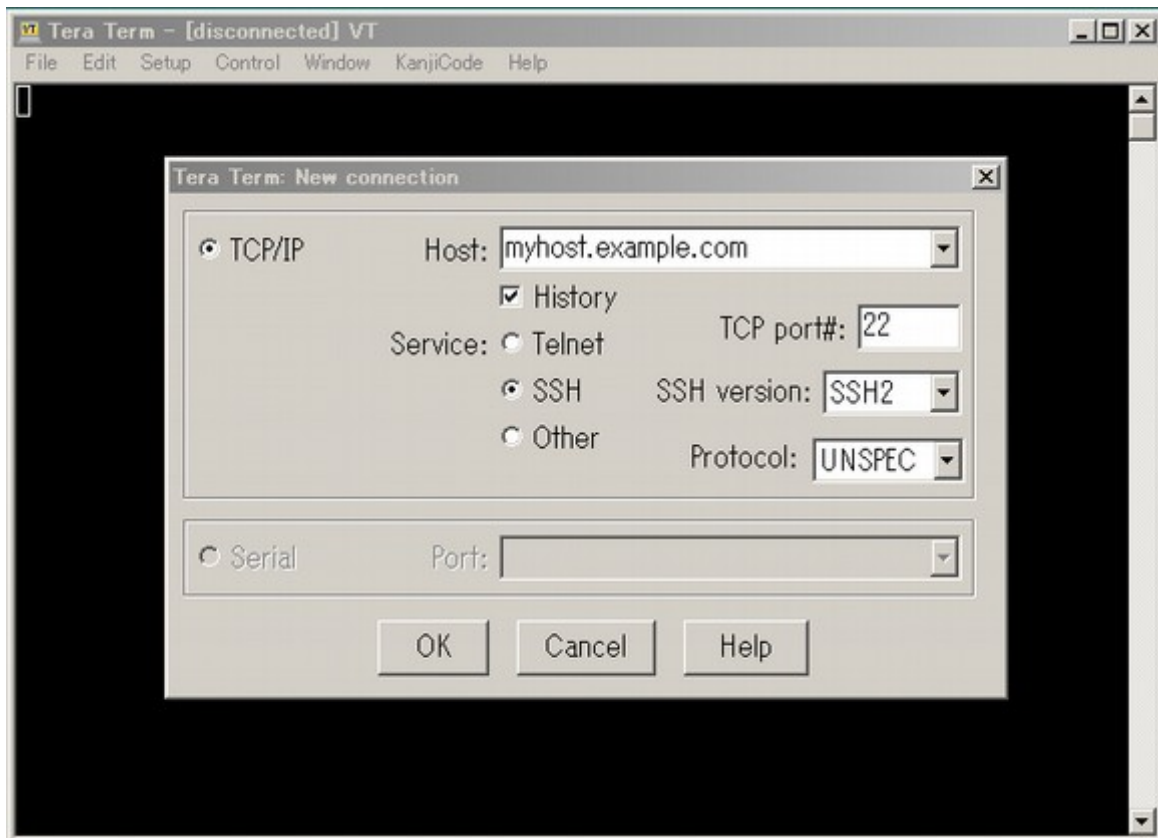 Tera Term - [disconnected] VT
File Edit Setup Control Window KanjiCode Help
Tera Term: New connection
TCP/IP Host: myhost.example.com
History
Service: Telnet TCP port#: 22
SSH SSH version: SSH2
Other Protocol: UNSPEC
Serial Port:
OK Cancel Help